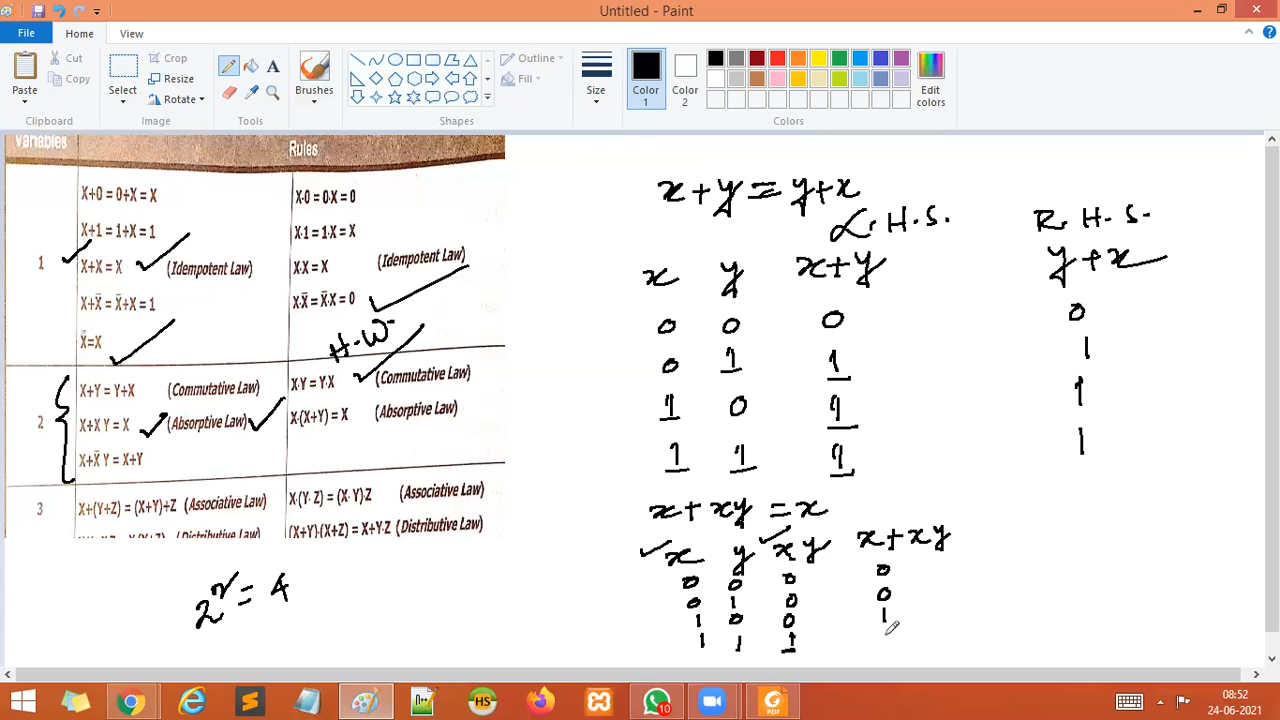 Untitled - Paint
File
Home
View
Paste
Cut
Copy
Clipboard
Select
Crop
Resize
Rotate
Image
A
Tools
Brushes
Outline
Fill
Shapes
Size
Color 1
Color 2
Edit colors
Colors
Variables
Rules
1
X+0 = 0+X = X
X·0 = 0·X = 0
X+1 = 1+X = 1
X·1 = 1·X = X
X+X = X (Idempotent Law)
X·X = X (Idempotent Law)
X+X̄ = X̄+X = 1
X·X̄ = X̄·X = 0
X̄=X
H.W
2
X+Y = Y+X (Commutative Law)
X·Y = Y·X (Commutative Law)
X+X Y = X (Absorptive Law)
X·(X+Y) = X (Absorptive Law)
X+X̄ Y = X+Y
3
X+(Y+Z) = (X+Y)+Z (Associative Law)
X·(Y· Z) = (X· Y)·Z (Associative Law)
(X+Y)·(X+Z) = X+Y·Z (Distributive Law)
2² = 4
x+y = y+x
L.H.S. R.H.S.
x y x+y y+x
0 0 0 0
0 1 1 1
1 0 1 1
1 1 1 1
x + xy = x
x y xy x+xy
0 0 0 0
0 1 0 0
1 0 0 1
1 1 1
n++
HS
10
PDF
08:52
24-06-2021